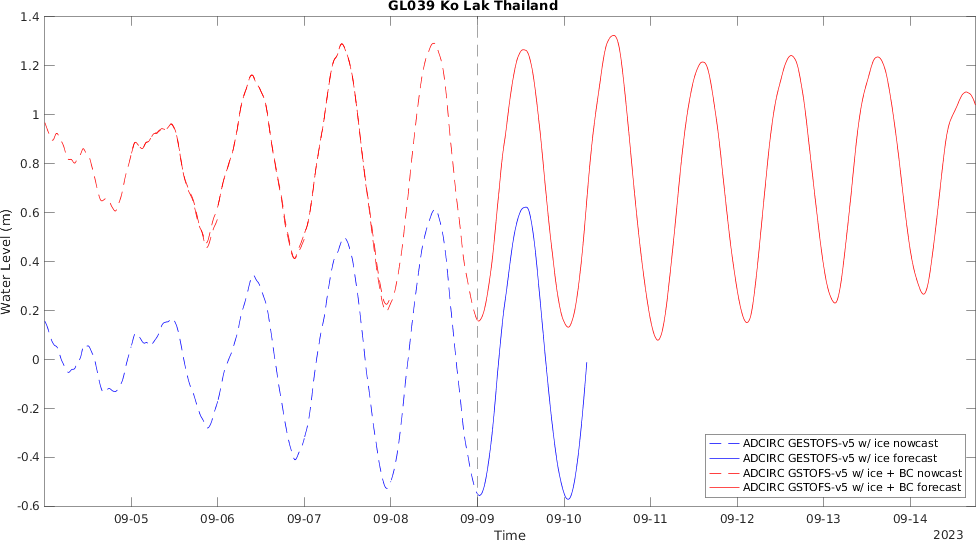 GL039 Ko Lak Thailand
1.4
1.2
1
0.8
0.6
0.4
0.2
0
-0.2
-0.4
-0.6
Water Level (m)
ADCIRC GESTOFS-v5 w/ ice nowcast
ADCIRC GESTOFS-v5 w/ ice forecast
ADCIRC GSTOFS-v5 w/ ice + BC nowcast
ADCIRC GSTOFS-v5 w/ ice + BC forecast
09-05 09-06 09-07 09-08 09-09 09-10 09-11 09-12 09-13 09-14
Time
2023